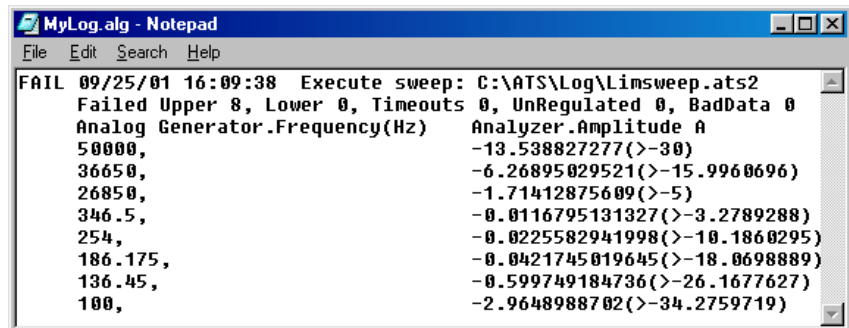 MyLog.alg - Notepad
File Edit Search Help
FAIL 09/25/01 16:09:38 Execute sweep: C:\ATS\Log\Limsweep.ats2
Failed Upper 8, Lower 0, Timeouts 0, UnRegulated 0, BadData 0
Analog Generator.Frequency(Hz) Analyzer.Amplitude A
50000, -13.538827277(>-30)
36650, -6.26895029521(>-15.9960696)
26850, -1.71412875609(>-5)
346.5, -0.0116795131327(>-3.2789288)
254, -0.0225582941998(>-10.1860295)
186.175, -0.0421745019645(>-18.0698889)
136.45, -0.599749184736(>-26.1677627)
100, -2.9648988702(>-34.2759719)